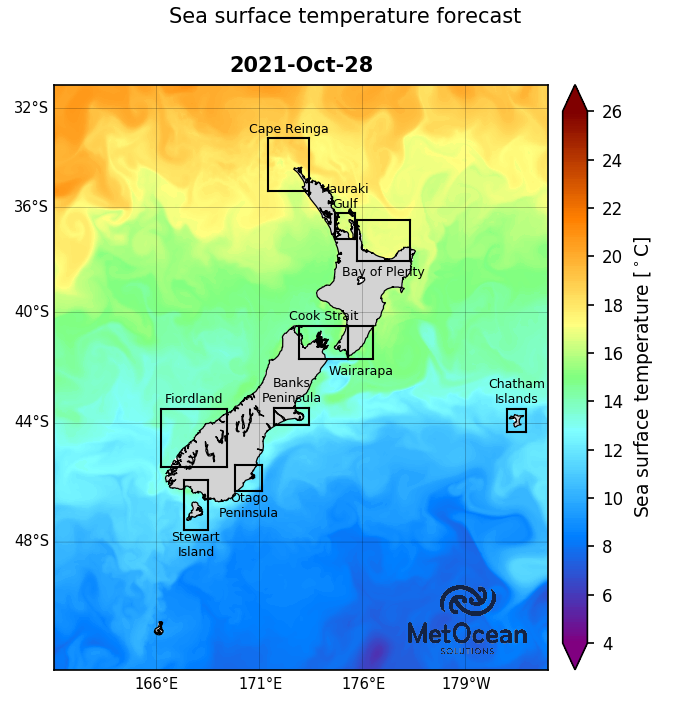 Sea surface temperature forecast
2021-Oct-28
32°S
36°S
40°S
44°S
48°S
Cape Reinga
Hauraki
Gulf
Bay of Plenty
Cook Strait
Wairarapa
Banks
Peninsula
Fiordland
Chatham
Islands
Otago
Peninsula
Stewart
Island
MetOcean
SOLUTIONS
166°E
171°E
176°E
179°W
26
24
22
20
18
16
14
12
10
8
6
4
Sea surface temperature [°C]